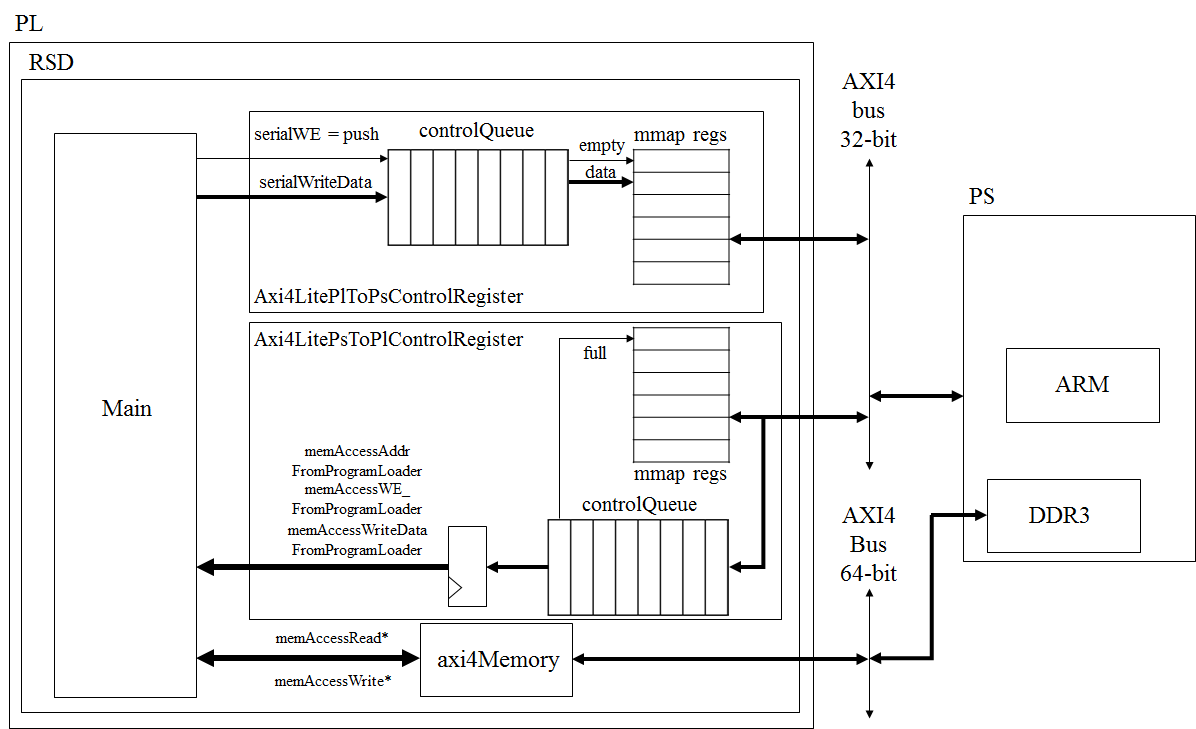 PL
RSD
serialWE = push
controlQueue
mmap regs
empty
data
serialWriteData
Axi4LitePlToPsControlRegister
Axi4LitePsToPlControlRegister
full
mmap regs
controlQueue
Main
memAccessAddr
FromProgramLoader
memAccessWE_
FromProgramLoader
memAccessWriteData
FromProgramLoader
memAccessRead*
memAccessWrite*
axi4Memory
AXI4
bus
32-bit
AXI4
Bus
64-bit
PS
ARM
DDR3